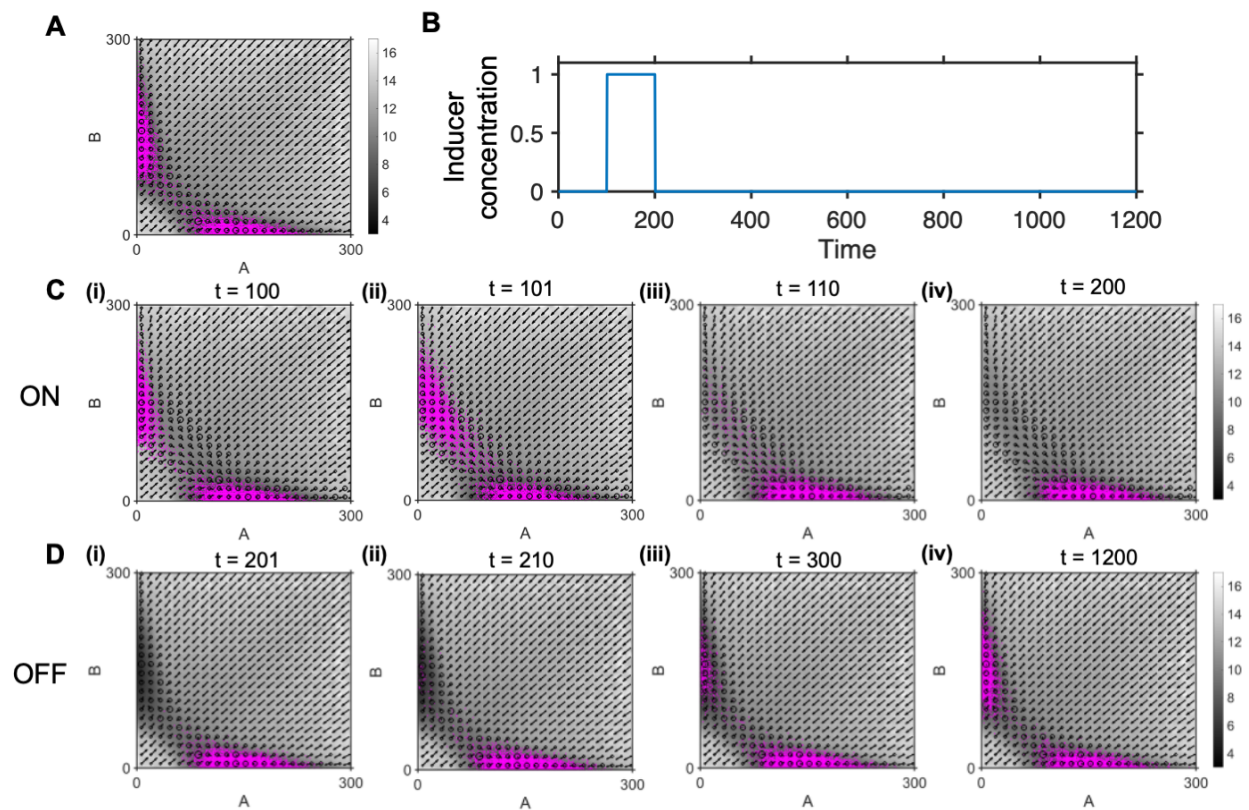 A
300
B
0
0
A
300
16
14
12
10
8
6
4
B
Inducer
concentration
1
0.5
0
0
200
400
600
800
1000
1200
Time
C
ON
(i)
t = 100
300
B
0
0
A
300
(ii)
t = 101
300
B
0
0
A
300
(iii)
t = 110
300
B
0
0
A
300
(iv)
t = 200
300
B
0
0
A
300
16
14
12
10
8
6
4
D
OFF
(i)
t = 201
300
B
0
0
A
300
(ii)
t = 210
300
B
0
0
A
300
(iii)
t = 300
300
B
0
0
A
300
(iv)
t = 1200
300
B
0
0
A
300
16
14
12
10
8
6
4